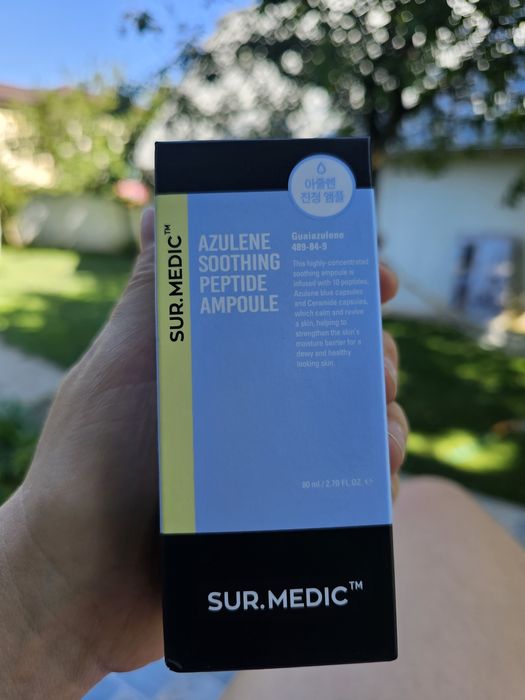 아줄렌
진정 앰플
SUR.MEDIC™
AZULENE
SOOTHING
PEPTIDE
AMPOULE
Guaiazulene
489-84-9
This highly-concentrated
soothing ampoule is
infused with 10 peptides,
Azulene blue capsules
and Ceramide capsules,
which calm and revive
a skin, helping to
strengthen the skin's
moisture barrier for a
dewy and healthy
looking skin.
80 ml / 2.70 FL.OZ. ℮
SUR.MEDIC™